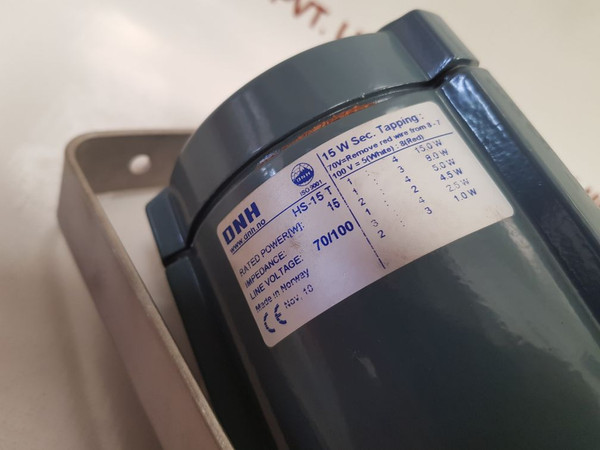 DNH
www.dnh.no
DNH
ISO 9001
HS-15 T
RATED POWER[W]: 15
IMPEDANCE:
LINE VOLTAGE: 70/100
Made in Norway
CE Nov. 10
15 W Sec. Tapping :
70V=Remove red wire from 8 - 7
100 V = 5(White) : 8(Red)
1 : 4 15.0 W
1 : 3 8.0 W
: 4 5.0 W
2 : 4 4.5 W
1 : 2 2.5 W
2 : 3 1.0 W
PVT. L